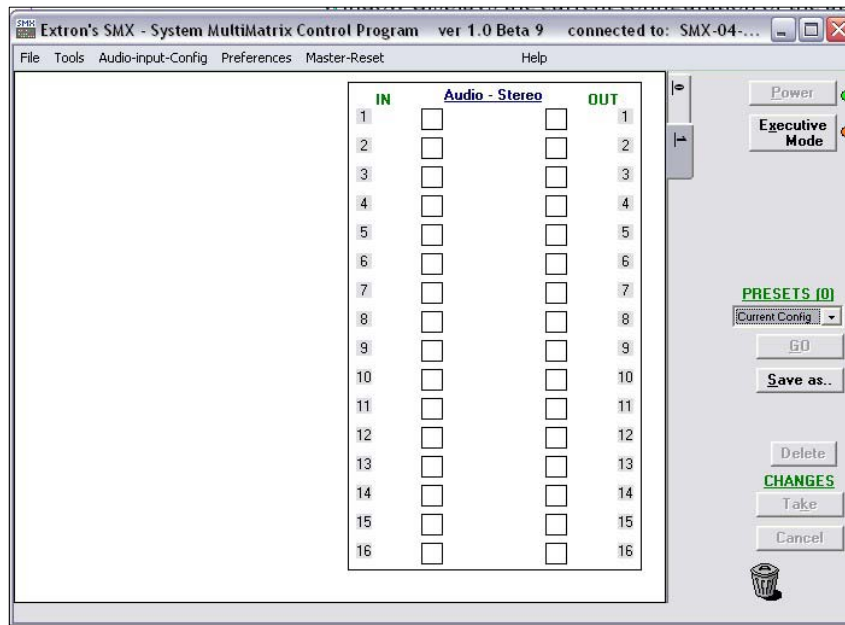 SMX Extron's SMX - System MultiMatrix Control Program ver 1.0 Beta 9 connected to: SMX-04-...
File Tools Audio-input-Config Preferences Master-Reset Help
IN Audio - Stereo OUT
1 1
2 2
3 3
4 4
5 5
6 6
7 7
8 8
9 9
10 10
11 11
12 12
13 13
14 14
15 15
16 16
0
1
Power
Executive
Mode
PRESETS (0)
Current Config
GO
Save as..
Delete
CHANGES
Take
Cancel